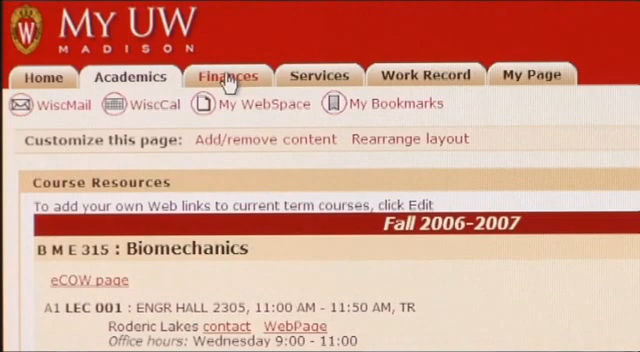 My UW
MADISON
Home Academics Finances Services Work Record My Page
WiscMail WiscCal My WebSpace My Bookmarks
Customize this page: Add/remove content Rearrange layout
Course Resources
To add your own Web links to current term courses, click Edit
Fall 2006-2007
B M E 315 : Biomechanics
eCOW page
A1 LEC 001 : ENGR HALL 2305, 11:00 AM - 11:50 AM, TR
Roderic Lakes contact WebPage
Office hours: Wednesday 9:00 - 11:00